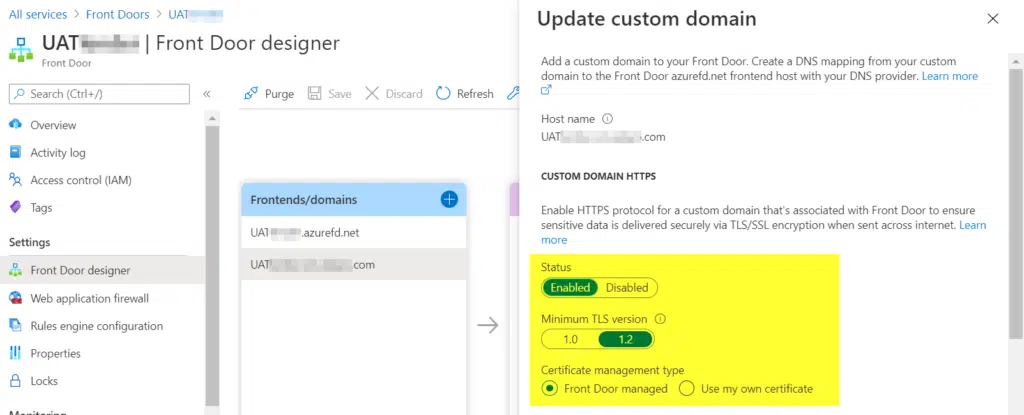 All services > Front Doors > UAT
UAT | Front Door designer
Front Door
Search (Ctrl+/)
«
Overview
Activity log
Access control (IAM)
Tags
Settings
Front Door designer
Web application firewall
Rules engine configuration
Properties
Locks
Monitoring
Purge Save Discard Refresh
Frontends/domains
UAT .azurefd.net
UAT .com
Update custom domain
Add a custom domain to your Front Door. Create a DNS mapping from your custom
domain to the Front Door azurefd.net frontend host with your DNS provider. Learn more
Host name
UAT .com
CUSTOM DOMAIN HTTPS
Enable HTTPS protocol for a custom domain that's associated with Front Door to ensure
sensitive data is delivered securely via TLS/SSL encryption when sent across internet. Learn
more
Status
Enabled Disabled
Minimum TLS version
1.0 1.2
Certificate management type
Front Door managed Use my own certificate